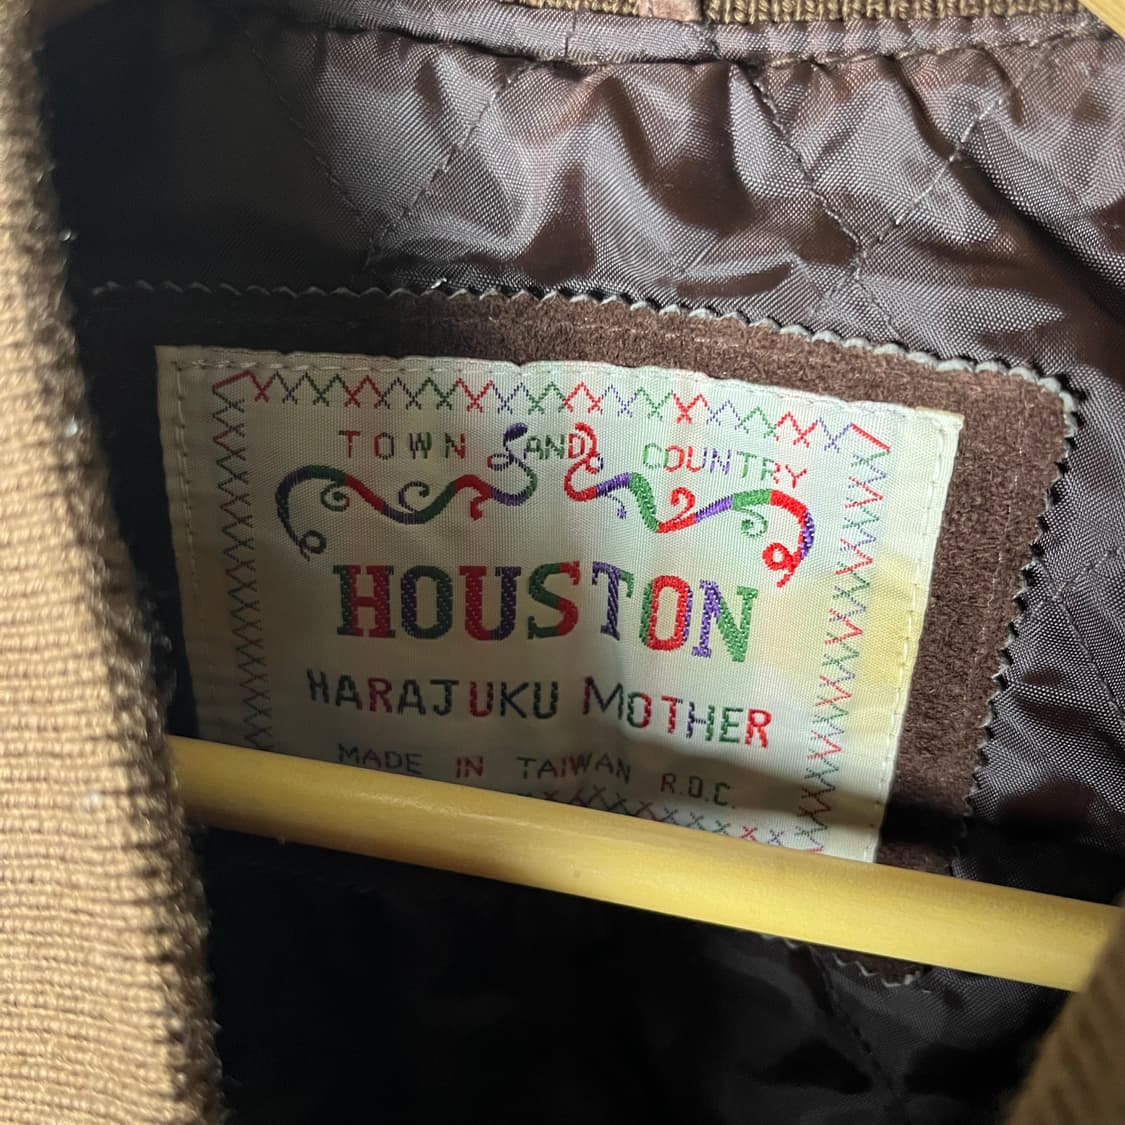 TOWN AND COUNTRY
HOUSTON
HARAJUKU MOTHER
MADE IN TAIWAN R.O.C.